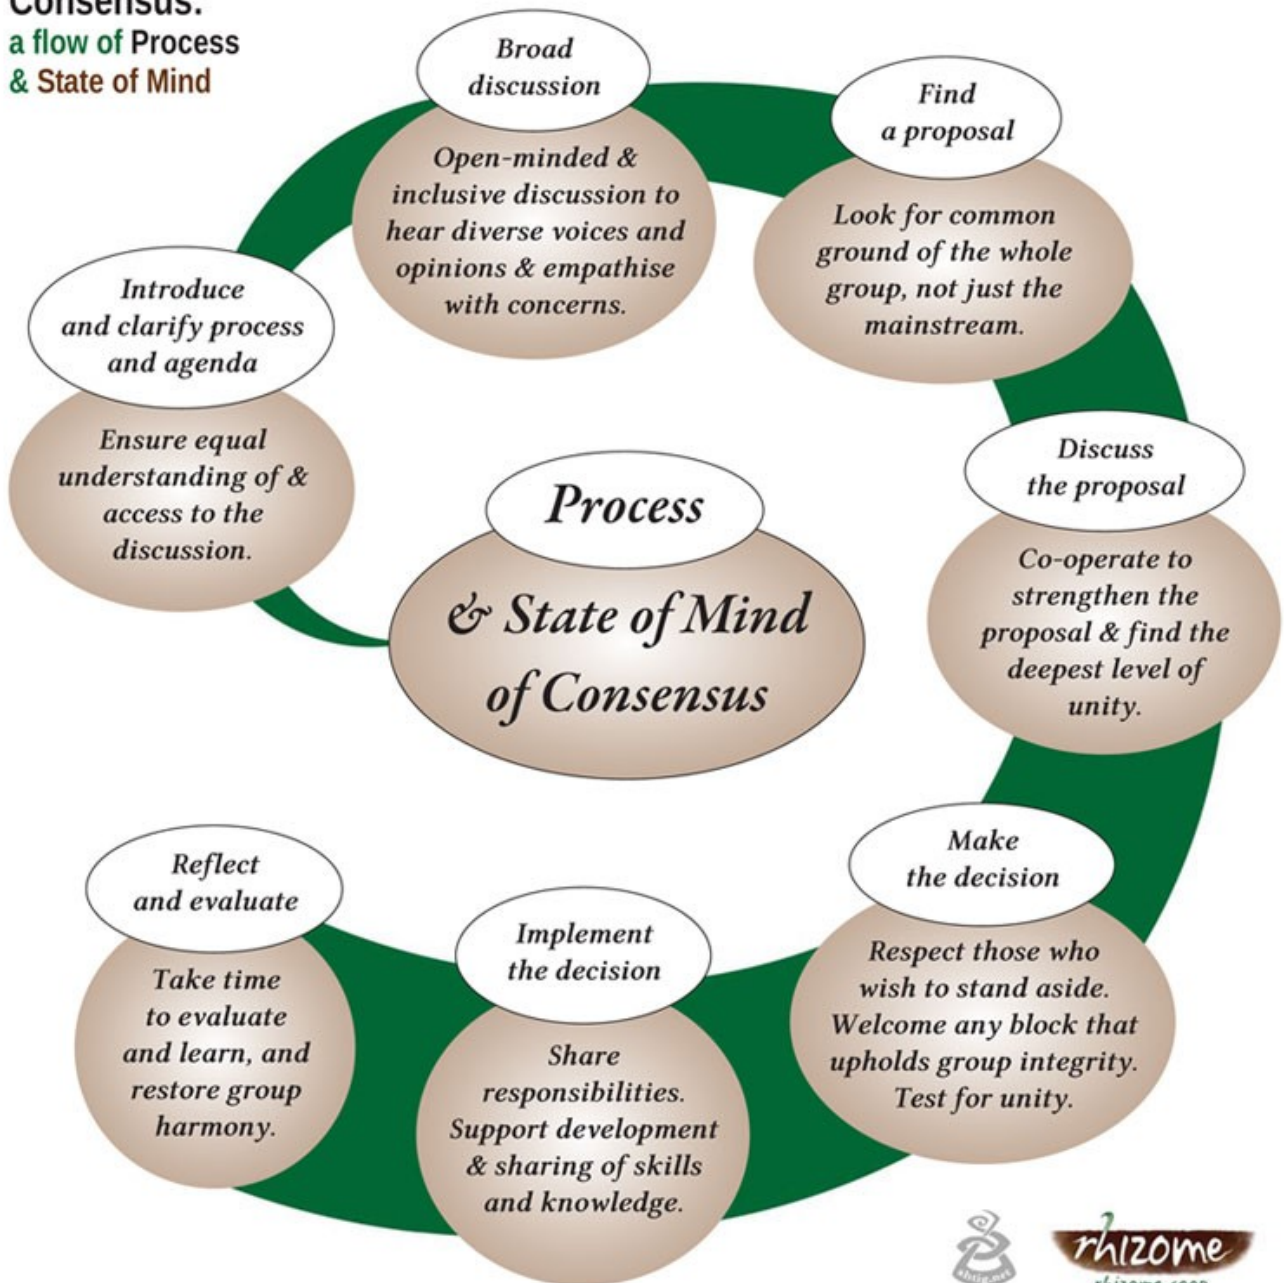 Consensus:
a flow of Process
& State of Mind
Broad
discussion
Open-minded &
inclusive discussion to
hear diverse voices and
opinions & empathise
with concerns.
Find
a proposal
Look for common
ground of the whole
group, not just the
mainstream.
Introduce
and clarify process
and agenda
Ensure equal
understanding of &
access to the
discussion.
Discuss
the proposal
Co-operate to
strengthen the
proposal & find the
deepest level of
unity.
Process
& State of Mind
of Consensus
Make
the decision
Respect those who
wish to stand aside.
Welcome any block that
upholds group integrity.
Test for unity.
Implement
the decision
Share
responsibilities.
Support development
& sharing of skills
and knowledge.
Reflect
and evaluate
Take time
to evaluate
and learn, and
restore group
harmony.
rhizome